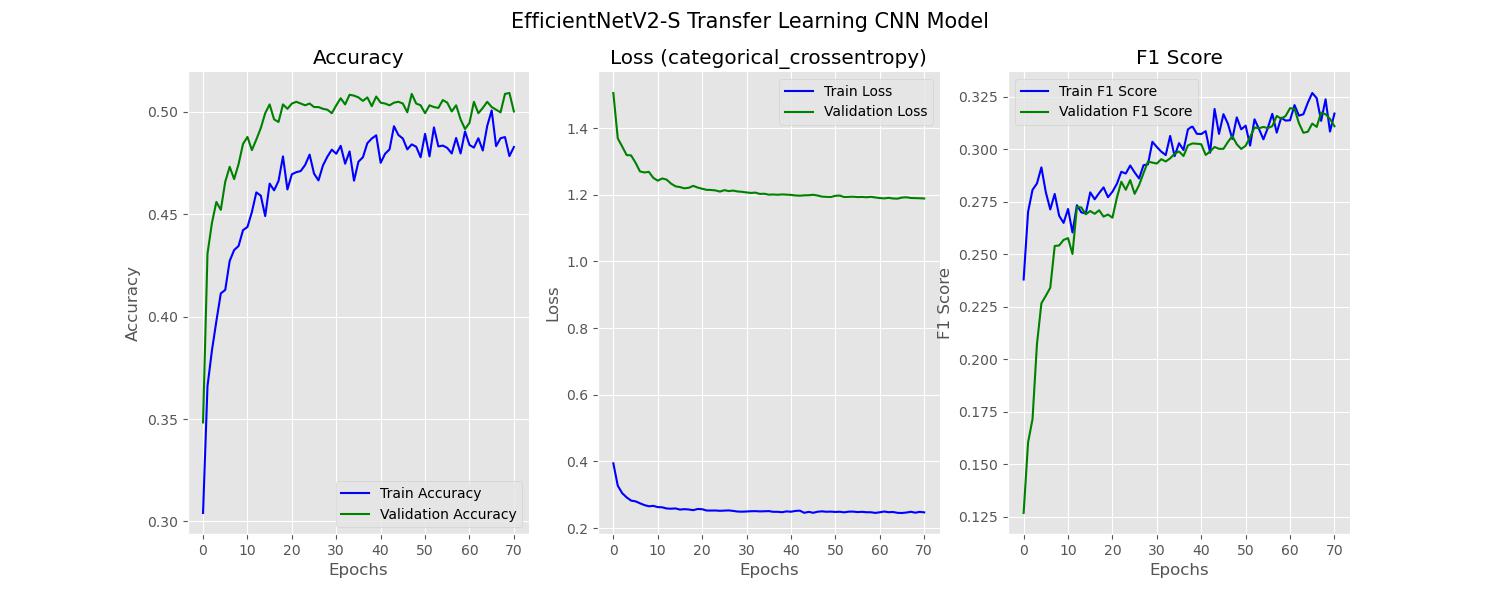 EfficientNetV2-S Transfer Learning CNN Model
Accuracy
Accuracy
0.50
0.45
0.40
0.35
0.30
0 10 20 30 40 50 60 70
Epochs
Train Accuracy
Validation Accuracy
Loss (categorical_crossentropy)
Loss
1.4
1.2
1.0
0.8
0.6
0.4
0.2
0 10 20 30 40 50 60 70
Epochs
Train Loss
Validation Loss
F1 Score
F1 Score
0.325
0.300
0.275
0.250
0.225
0.200
0.175
0.150
0.125
0 10 20 30 40 50 60 70
Epochs
Train F1 Score
Validation F1 Score